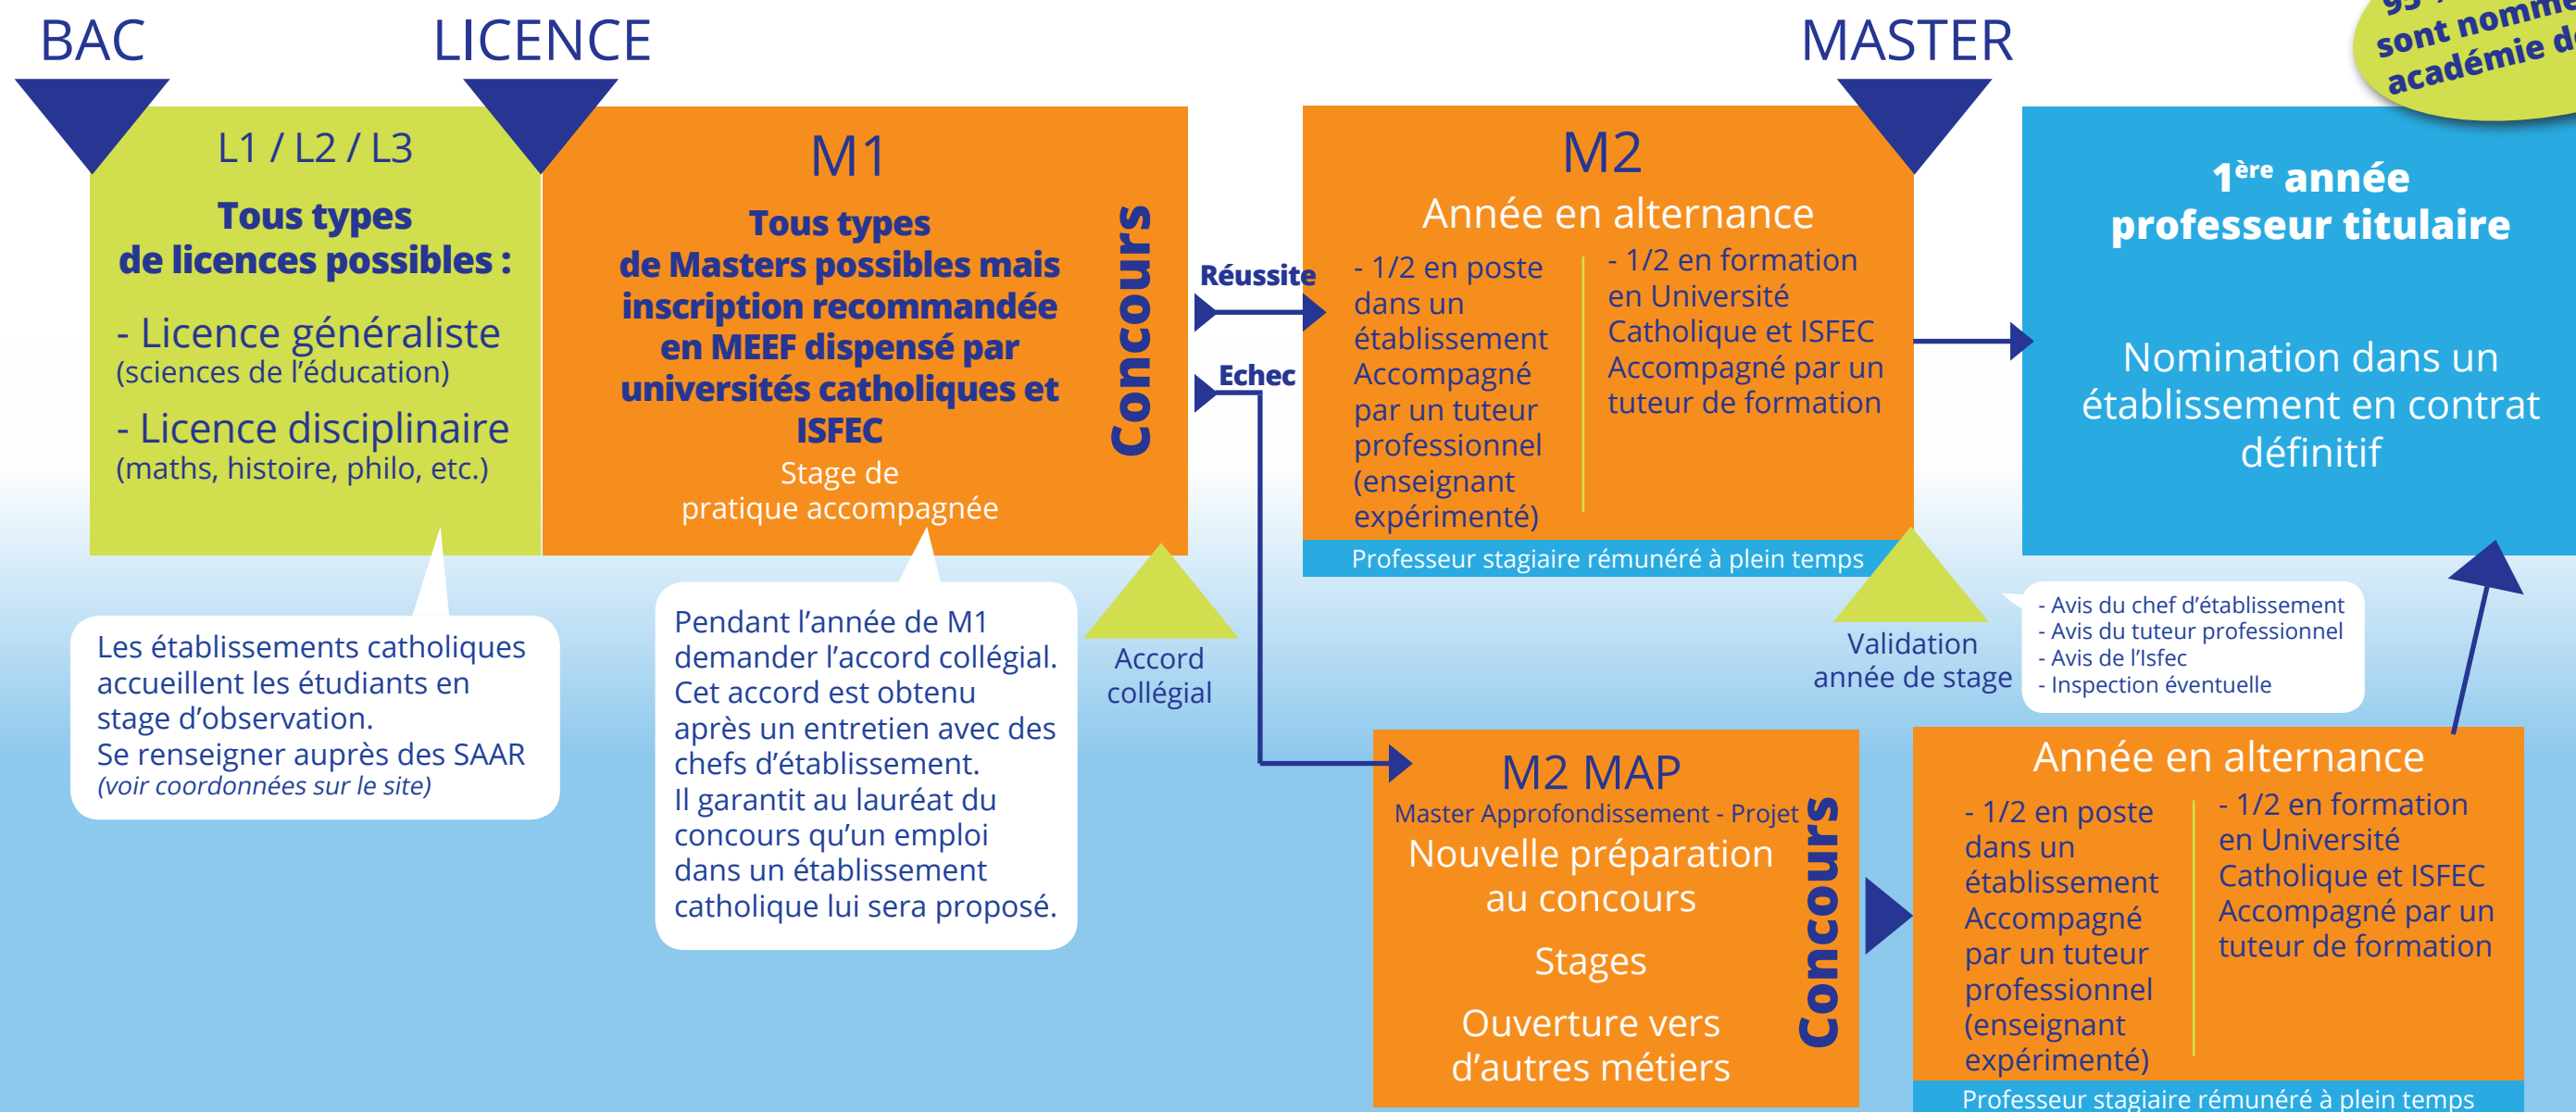 BAC
LICENCE
MASTER
sont
académie
L1 / L2 / L3
Tous types
de licences possibles :
- Licence généraliste
(sciences de l'éducation)
- Licence disciplinaire
(maths, histoire, philo, etc.)
M1
Tous types
de Masters possibles mais
inscription recommandée
en MEEF dispensé par
universités catholiques et
ISFEC
Stage de
pratique accompagnée
Concours
Réussite
Echec
M2
Année en alternance
- 1/2 en poste
dans un
établissement
Accompagné
par un tuteur
professionnel
(enseignant
expérimenté)
- 1/2 en formation
en Université
Catholique et ISFEC
Accompagné par un
tuteur de formation
Professeur stagiaire rémunéré à plein temps
1ère année
professeur titulaire
Nomination dans un
établissement en contrat
définitif
Les établissements catholiques
accueillent les étudiants en
stage d'observation.
Se renseigner auprès des SAAR
(voir coordonnées sur le site)
Pendant l'année de M1
demander l'accord collégial.
Cet accord est obtenu
après un entretien avec des
chefs d'établissement.
Il garantit au lauréat du
concours qu'un emploi
dans un établissement
catholique lui sera proposé.
Accord
collégial
Validation
année de stage
- Avis du chef d'établissement
- Avis du tuteur professionnel
- Avis de l'Isfec
- Inspection éventuelle
M2 MAP
Master Approfondissement - Projet
Nouvelle préparation
au concours
Stages
Ouverture vers
d'autres métiers
Concours
Année en alternance
- 1/2 en poste
dans un
établissement
Accompagné
par un tuteur
professionnel
(enseignant
expérimenté)
- 1/2 en formation
en Université
Catholique et ISFEC
Accompagné par un
tuteur de formation
Professeur stagiaire rémunéré à plein temps